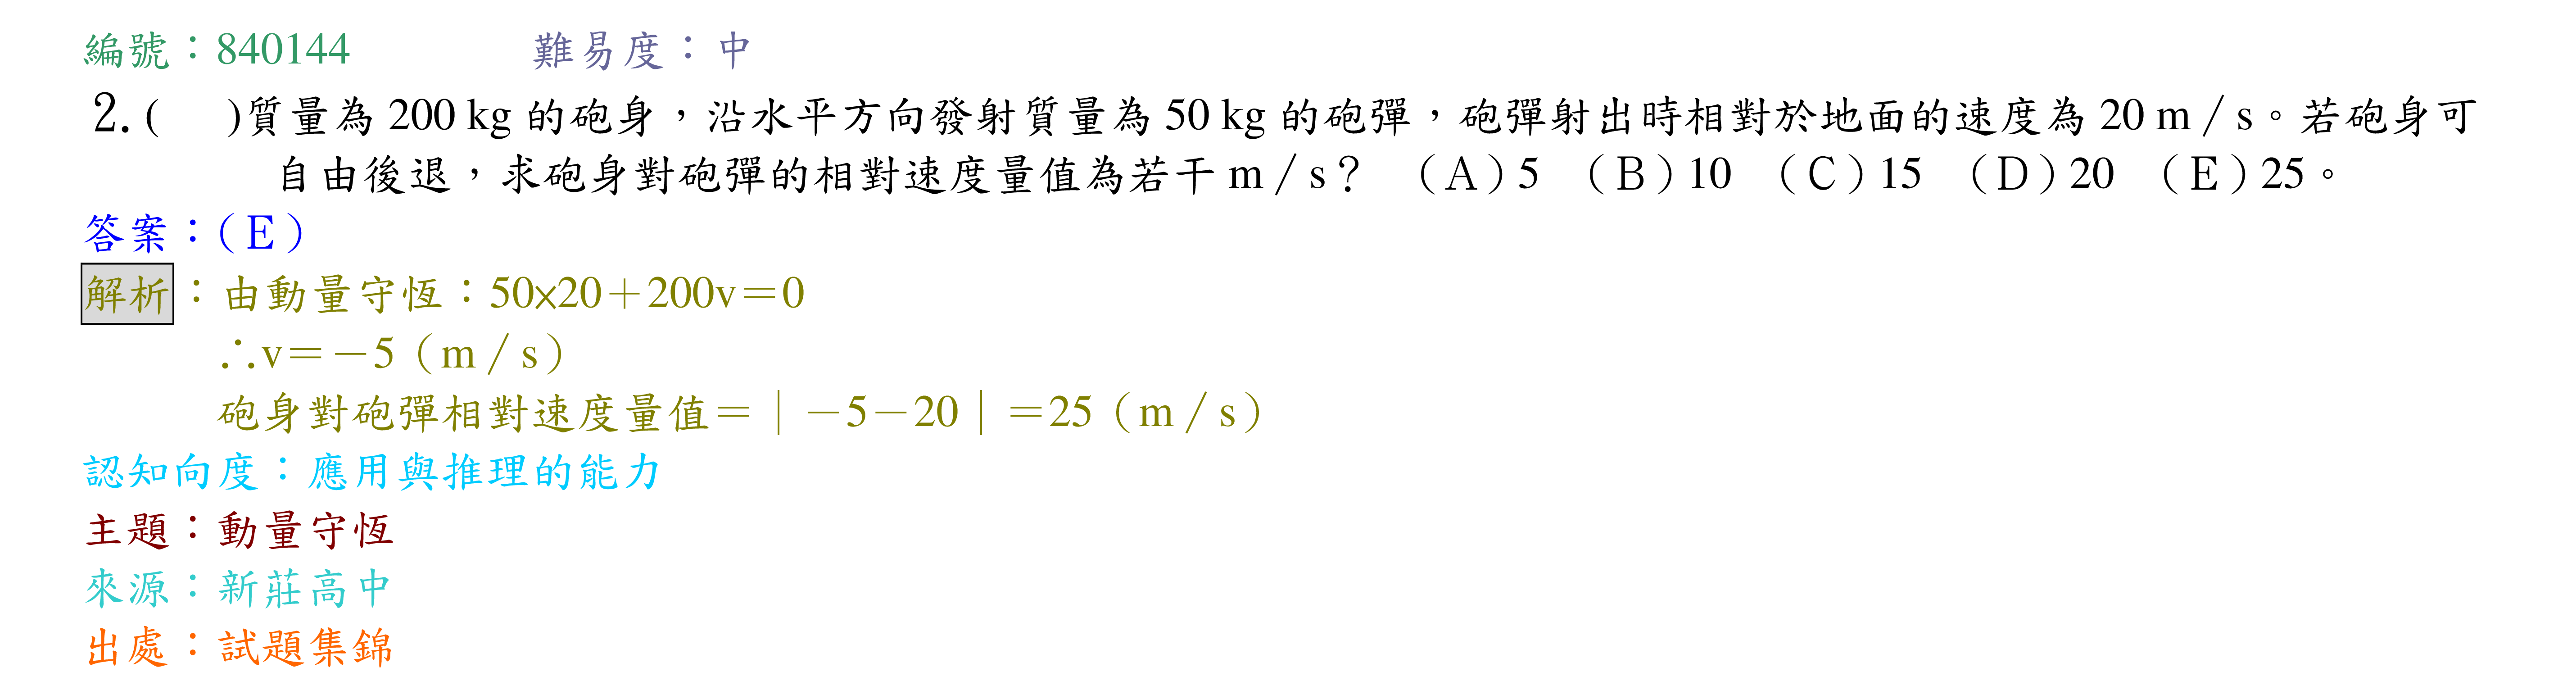 編號：840144 難易度：中
2.( )質量為 200 kg 的砲身，沿水平方向發射質量為 50 kg 的砲彈，砲彈射出時相對於地面的速度為 20 m／s。若砲身可
自由後退，求砲身對砲彈的相對速度量值為若干 m／s？ （A）5 （B）10 （C）15 （D）20 （E）25。
答案：（E）
解析：由動量守恆：50×20＋200v＝0
∴v＝－5（m／s）
砲身對砲彈相對速度量值＝｜－5－20｜＝25（m／s）
認知向度：應用與推理的能力
主題：動量守恆
來源：新莊高中
出處：試題集錦